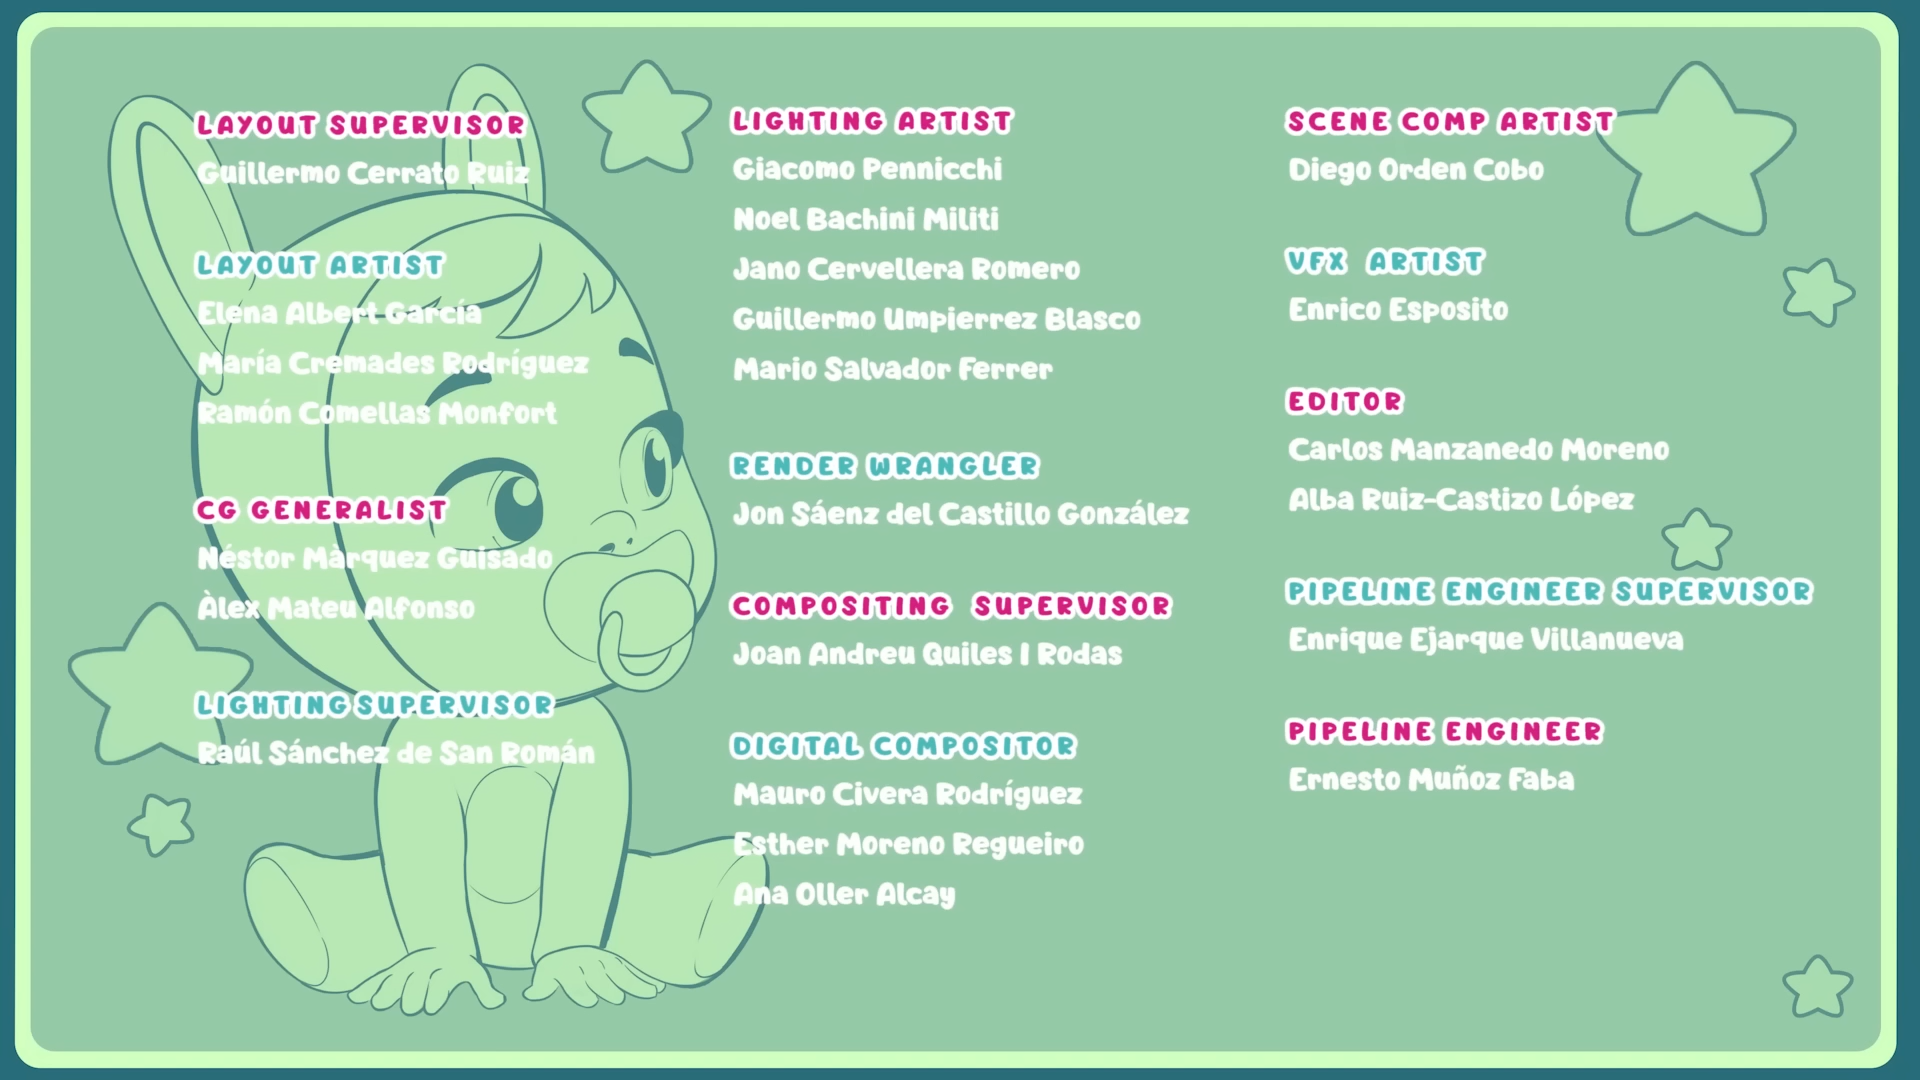 LAYOUT SUPERVISOR
Guillermo Cerrato Ruiz
LAYOUT ARTIST
Elena Albert García
María Cremades Rodríguez
Ramón Comellas Monfort
CG GENERALIST
Néstor Màrquez Guisado
Àlex Mateu Alfonso
LIGHTING SUPERVISOR
Raúl Sánchez de San Román
LIGHTING ARTIST
Giacomo Pennicchi
Noel Bachini Militi
Jano Cervellera Romero
Guillermo Umpierrez Blasco
Mario Salvador Ferrer
RENDER WRANGLER
Jon Sáenz del Castillo González
COMPOSITING SUPERVISOR
Joan Andreu Quiles I Rodas
DIGITAL COMPOSITOR
Mauro Civera Rodríguez
Esther Moreno Regueiro
Ana Oller Alcay
SCENE COMP ARTIST
Diego Orden Cobo
VFX ARTIST
Enrico Esposito
EDITOR
Carlos Manzanedo Moreno
Alba Ruiz-Castizo López
PIPELINE ENGINEER SUPERVISOR
Enrique Ejarque Villanueva
PIPELINE ENGINEER
Ernesto Muñoz Faba